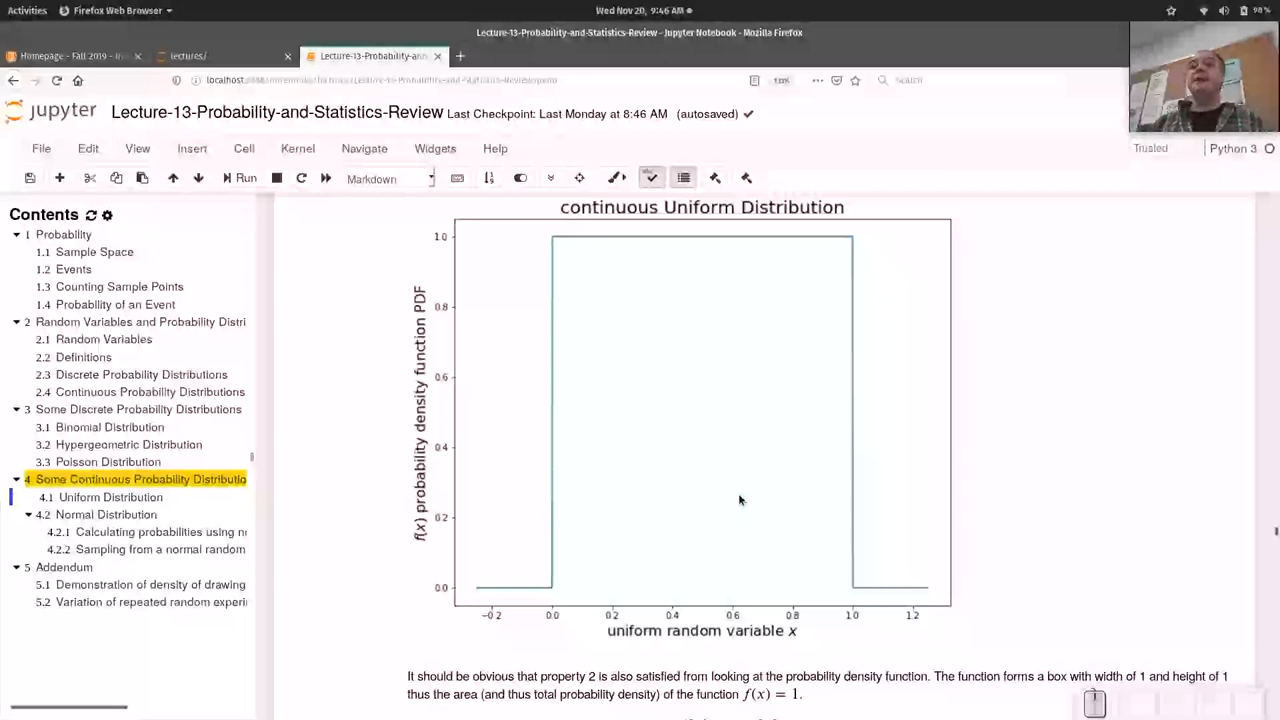 Activities Firefox Web Browser Wed Nov 20, 9:46 AM 98%
Lecture-13-Probability-and-Statistics-Review - Jupyter Notebook - Mozilla Firefox
Homepage - Fall 2019 - lectures/ Lecture-13-Probability-and-
Search
jupyter Lecture-13-Probability-and-Statistics-Review Last Checkpoint: Last Monday at 8:46 AM (autosaved)
File Edit View Insert Cell Kernel Navigate Widgets Help Trusted Python 3
Run Markdown
Contents
1 Probability
1.1 Sample Space
1.2 Events
1.3 Counting Sample Points
1.4 Probability of an Event
2 Random Variables and Probability Distri
2.1 Random Variables
2.2 Definitions
2.3 Discrete Probability Distributions
2.4 Continuous Probability Distributions
3 Some Discrete Probability Distributions
3.1 Binomial Distribution
3.2 Hypergeometric Distribution
3.3 Poisson Distribution
4 Some Continuous Probability Distributio
4.1 Uniform Distribution
4.2 Normal Distribution
4.2.1 Calculating probabilities using n
4.2.2 Sampling from a normal random
5 Addendum
5.1 Demonstration of density of drawing
5.2 Variation of repeated random experi
continuous Uniform Distribution
f(x) probability density function PDF
1.0
0.8
0.6
0.4
0.2
0.0
−0.2 0.0 0.2 0.4 0.6 0.8 1.0 1.2
uniform random variable x
It should be obvious that property 2 is also satisfied from looking at the probability density function. The function forms a box with width of 1 and height of 1
thus the area (and thus total probability density) of the function f(x) = 1.